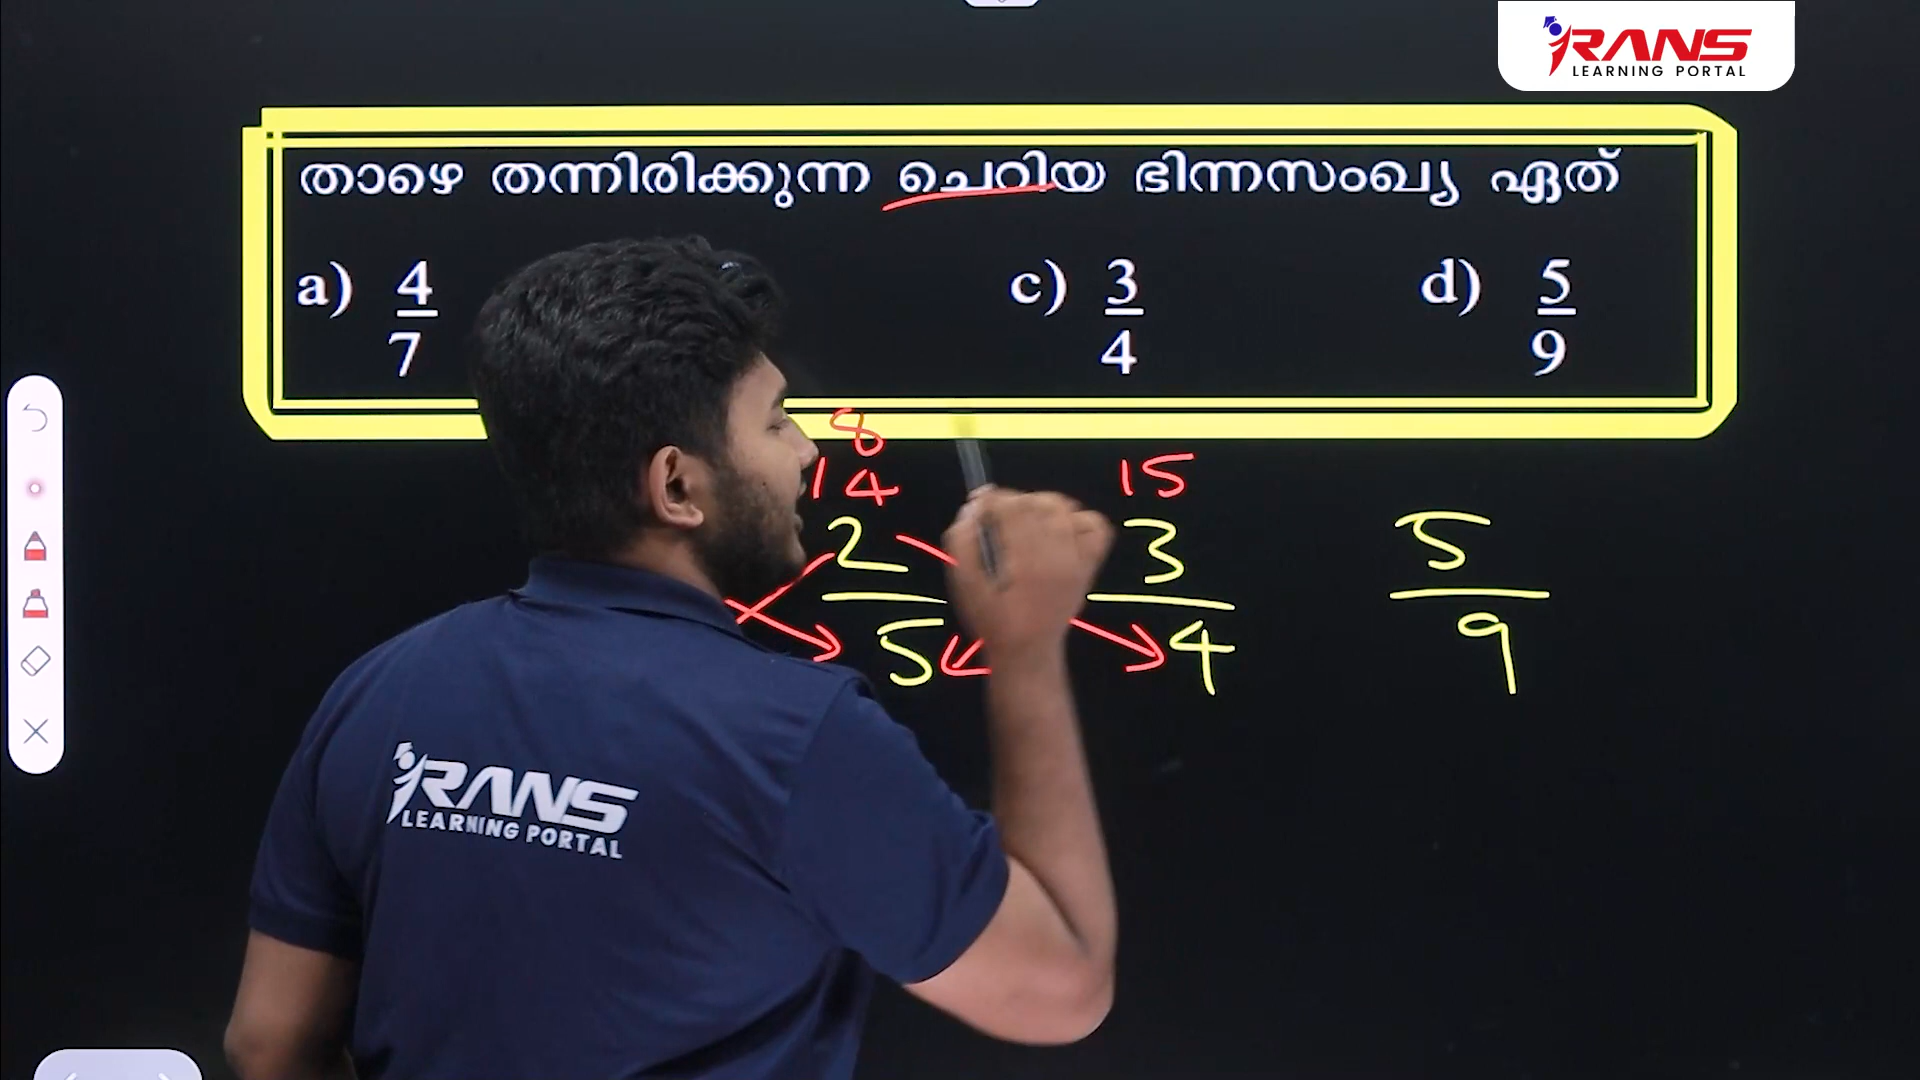 RANS
LEARNING PORTAL
താഴെ തന്നിരിക്കുന്ന ചെറിയ ഭിന്നസംഖ്യ ഏത്
a) 4/7 c) 3/4 d) 5/9
8
14 15
2/5 3/4 5/9
RANS
LEARNING PORTAL